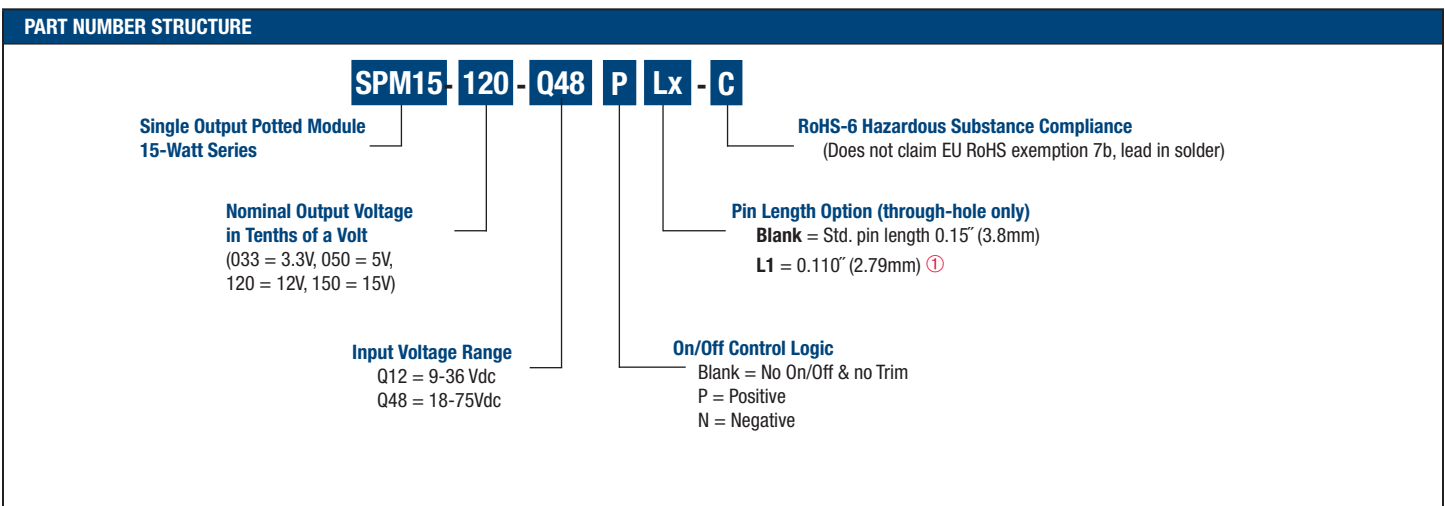 PART NUMBER STRUCTURE
SPM15 - 120 - Q48 P Lx - C
Single Output Potted Module
15-Watt Series
RoHS-6 Hazardous Substance Compliance
(Does not claim EU RoHS exemption 7b, lead in solder)
Nominal Output Voltage
in Tenths of a Volt
(033 = 3.3V, 050 = 5V,
120 = 12V, 150 = 15V)
Pin Length Option (through-hole only)
Blank = Std. pin length 0.15˝ (3.8mm)
L1 = 0.110˝ (2.79mm) ①
Input Voltage Range
Q12 = 9-36 Vdc
Q48 = 18-75Vdc
On/Off Control Logic
Blank = No On/Off & no Trim
P = Positive
N = Negative